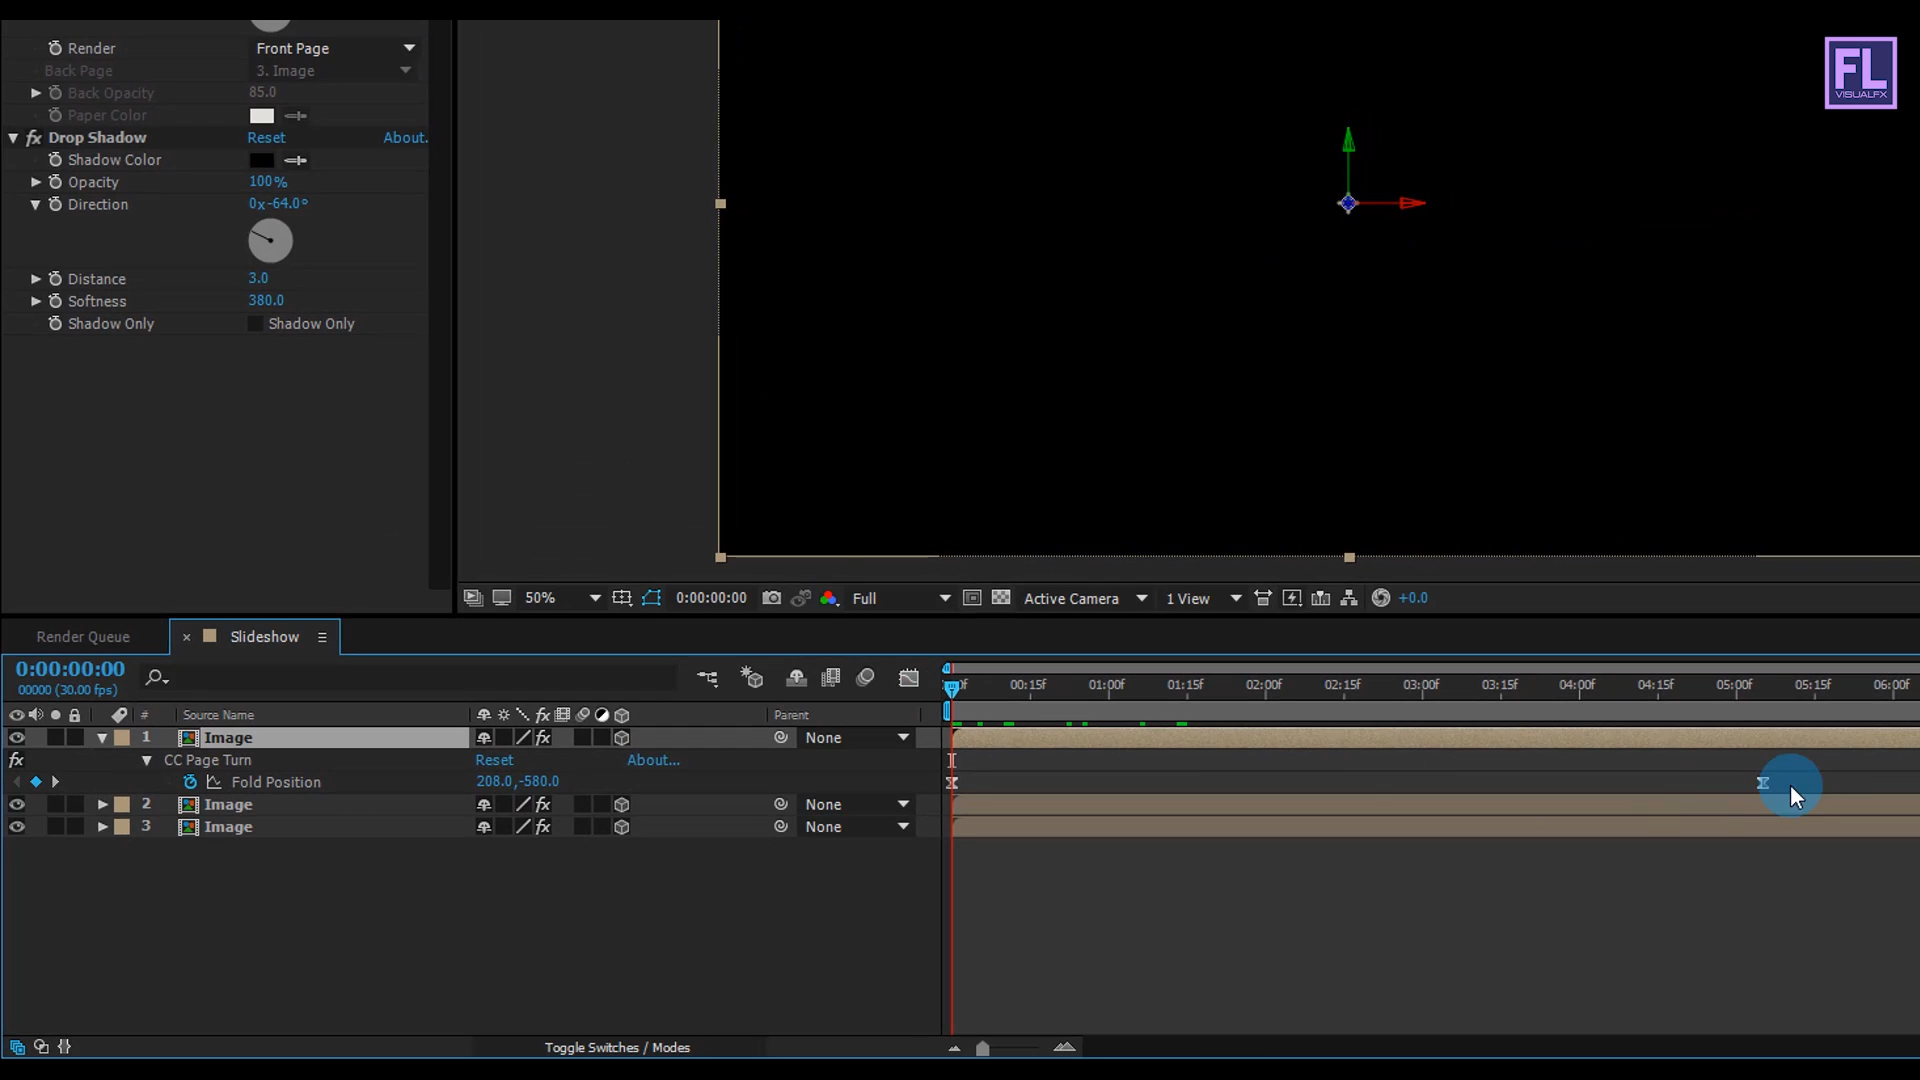 Render Front Page
Back Page 3. Image
Back Opacity 85.0
Paper Color
fx Drop Shadow Reset About.
Shadow Color
Opacity 100%
Direction 0x-64.0°
Distance 3.0
Softness 380.0
Shadow Only Shadow Only
FL
VISUALFX
50% 0:00:00:00 Full Active Camera 1 View +0.0
Render Queue × Slideshow
0:00:00:00
00000 (30.00 fps)
00:15f 01:00f 01:15f 02:00f 02:15f 03:00f 03:15f 04:00f 04:15f 05:00f 05:15f 06:00f
# Source Name fx Parent
1 Image fx None
fx CC Page Turn Reset About...
Fold Position 208.0,-580.0
2 Image fx None
3 Image fx None
Toggle Switches / Modes